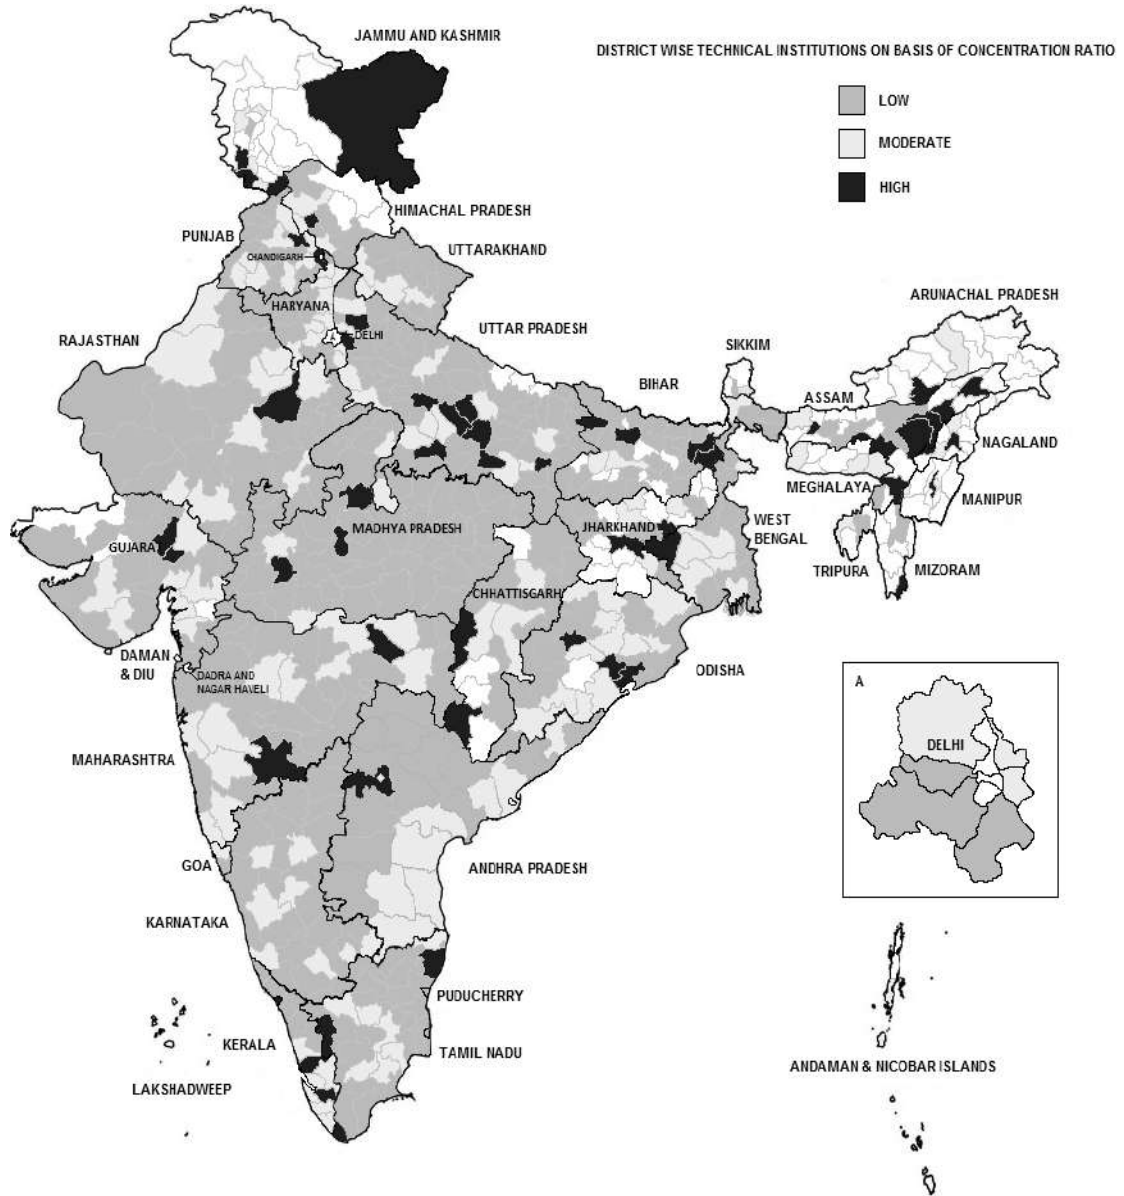 JAMMU AND KASHMIR
DISTRICT WISE TECHNICAL INSTITUTIONS ON BASIS OF CONCENTRATION RATIO
LOW
MODERATE
HIGH
HIMACHAL PRADESH
PUNJAB
UTTARAKHAND
CHANDIGARH
HARYANA
ARUNACHAL PRADESH
UTTAR PRADESH
DELHI
RAJASTHAN
SIKKIM
BIHAR
ASSAM
NAGALAND
MEGHALAYA
MANIPUR
MADHYA PRADESH
JHARKHAND
WEST
BENGAL
GUJARA
TRIPURA
MIZORAM
CHHATTISGARH
DAMAN
& DIU
DADRA AND
NAGAR HAVELI
ODISHA
A
DELHI
MAHARASHTRA
GOA
ANDHRA PRADESH
KARNATAKA
PUDUCHERRY
KERALA
TAMIL NADU
LAKSHADWEEP
ANDAMAN & NICOBAR ISLANDS